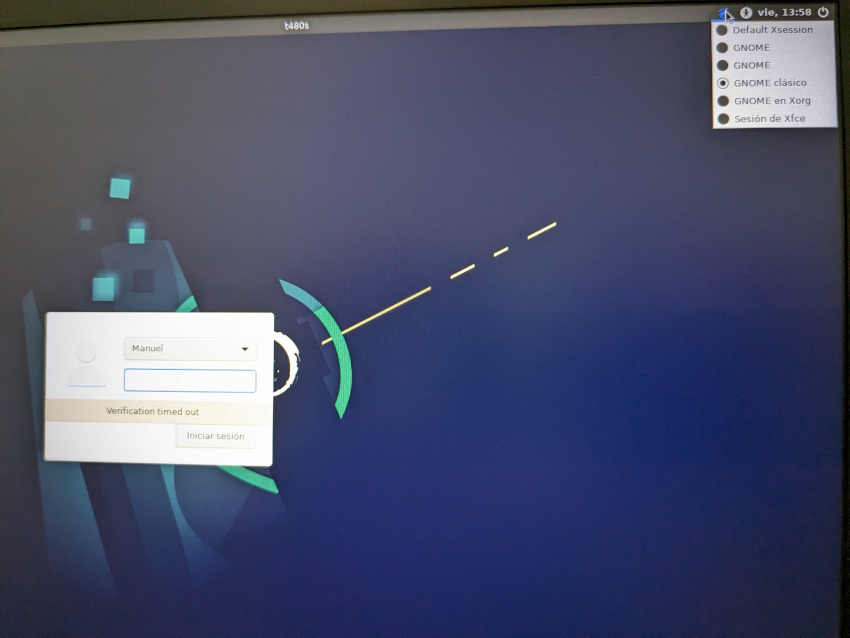 t480s
vie, 13:58
Default Xsession
GNOME
GNOME
GNOME clásico
GNOME en Xorg
Sesión de Xfce
Manuel
Verification timed out
Iniciar sesión